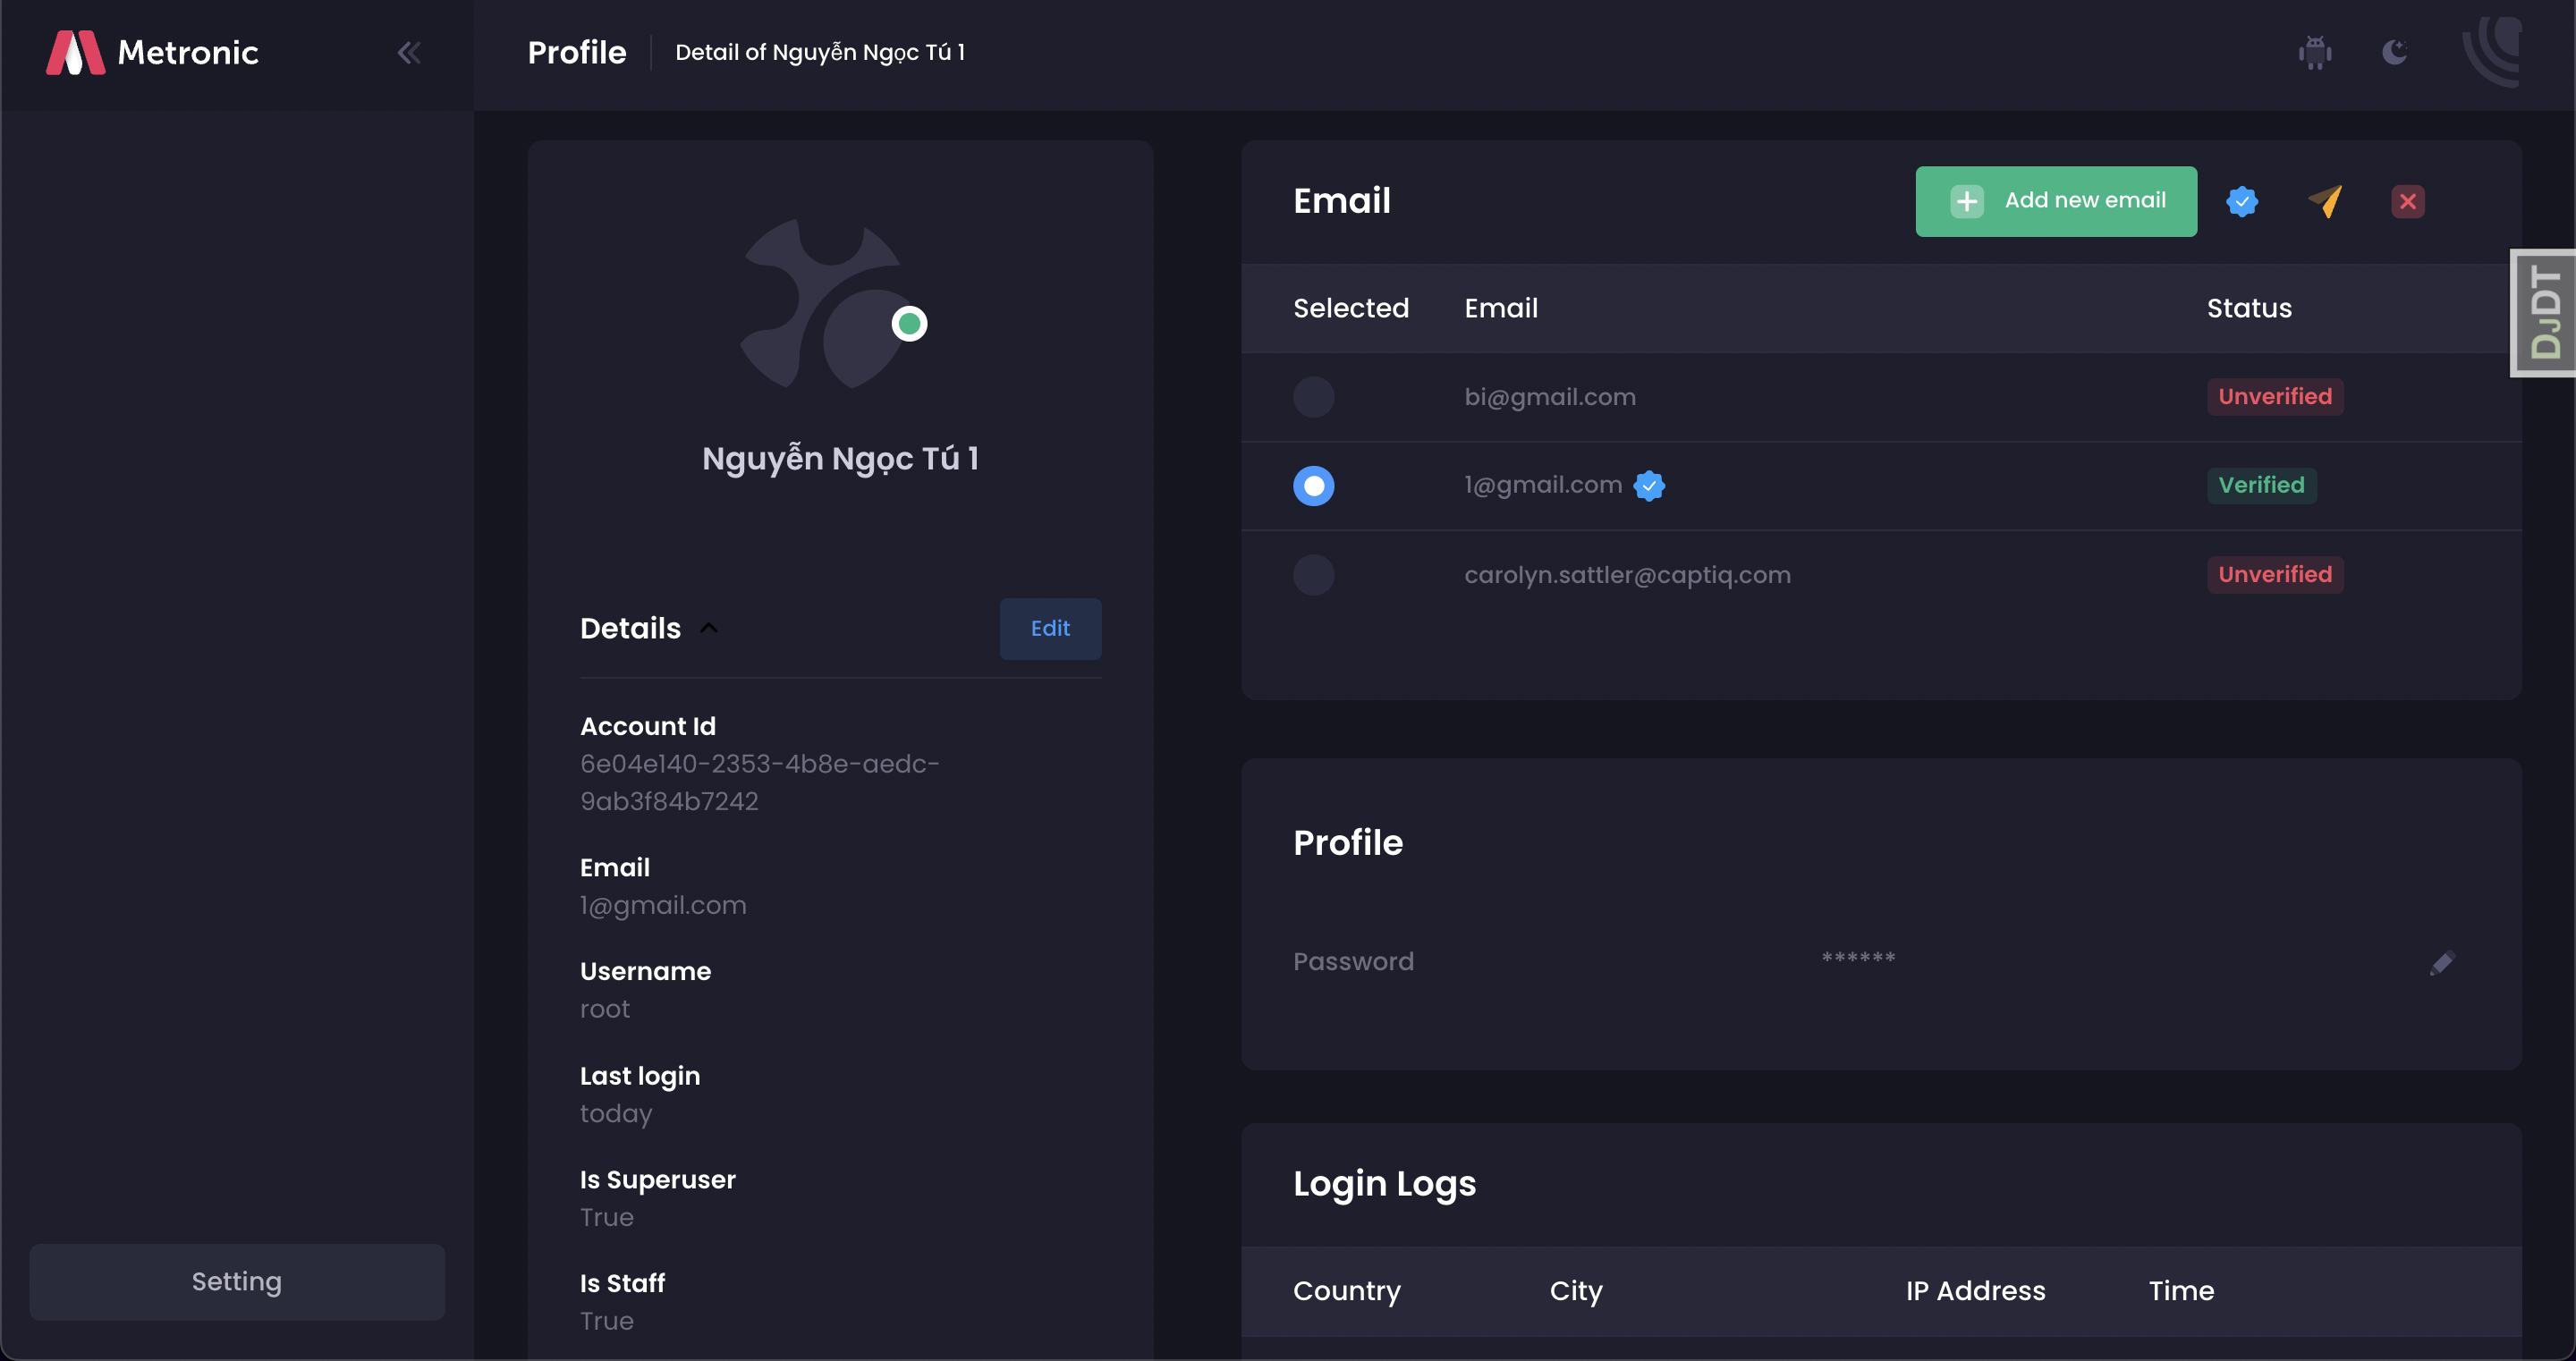 Metronic
Profile
Detail of Nguyễn Ngọc Tú 1
Nguyễn Ngọc Tú 1
Details
Edit
Account Id
6e04e140-2353-4b8e-aedc-
9ab3f84b7242
Email
1@gmail.com
Username
root
Last login
today
Is Superuser
True
Is Staff
True
Setting
Email
Add new email
Selected Email Status
bi@gmail.com Unverified
1@gmail.com Verified
carolyn.sattler@captiq.com Unverified
DJDT
Profile
Password ******
Login Logs
Country City IP Address Time